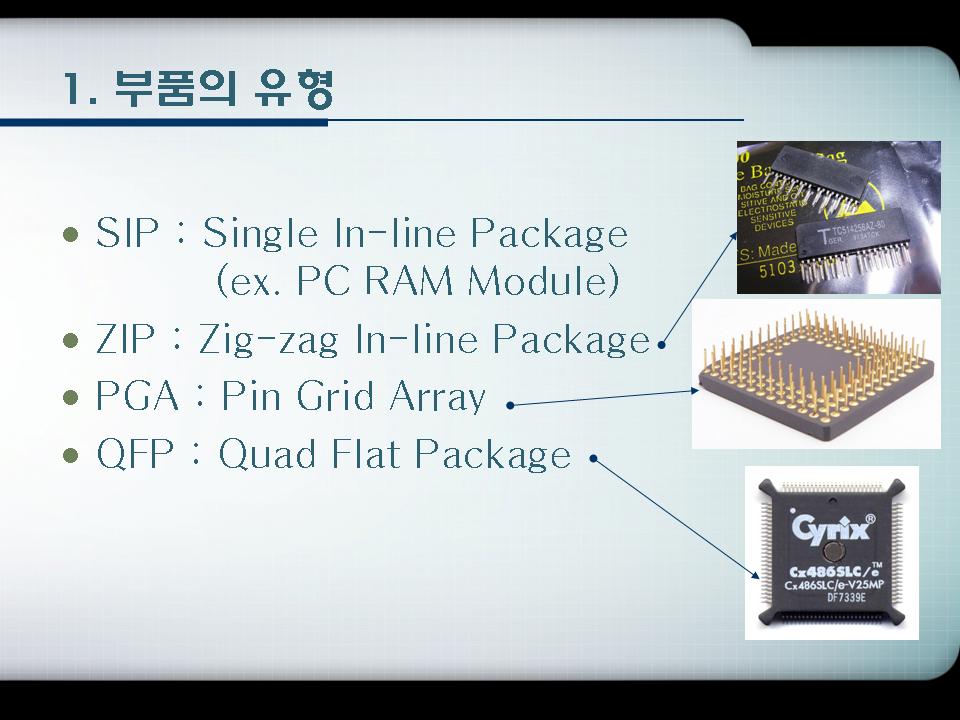 1. 부품의 유형
SIP : Single In-line Package
(ex. PC RAM Module)
ZIP : Zig-zag In-line Package
PGA : Pin Grid Array
QFP : Quad Flat Package
BAG CO
MOISTURE
SITIVE AND
ELECTROSTATIC
SENSITIVE
DEVICES
TC514256AZ-80
S: Made
5103
Cyrix®
Cx486SLC/e™
Cx486SLC/e-V25MP
DF7339E